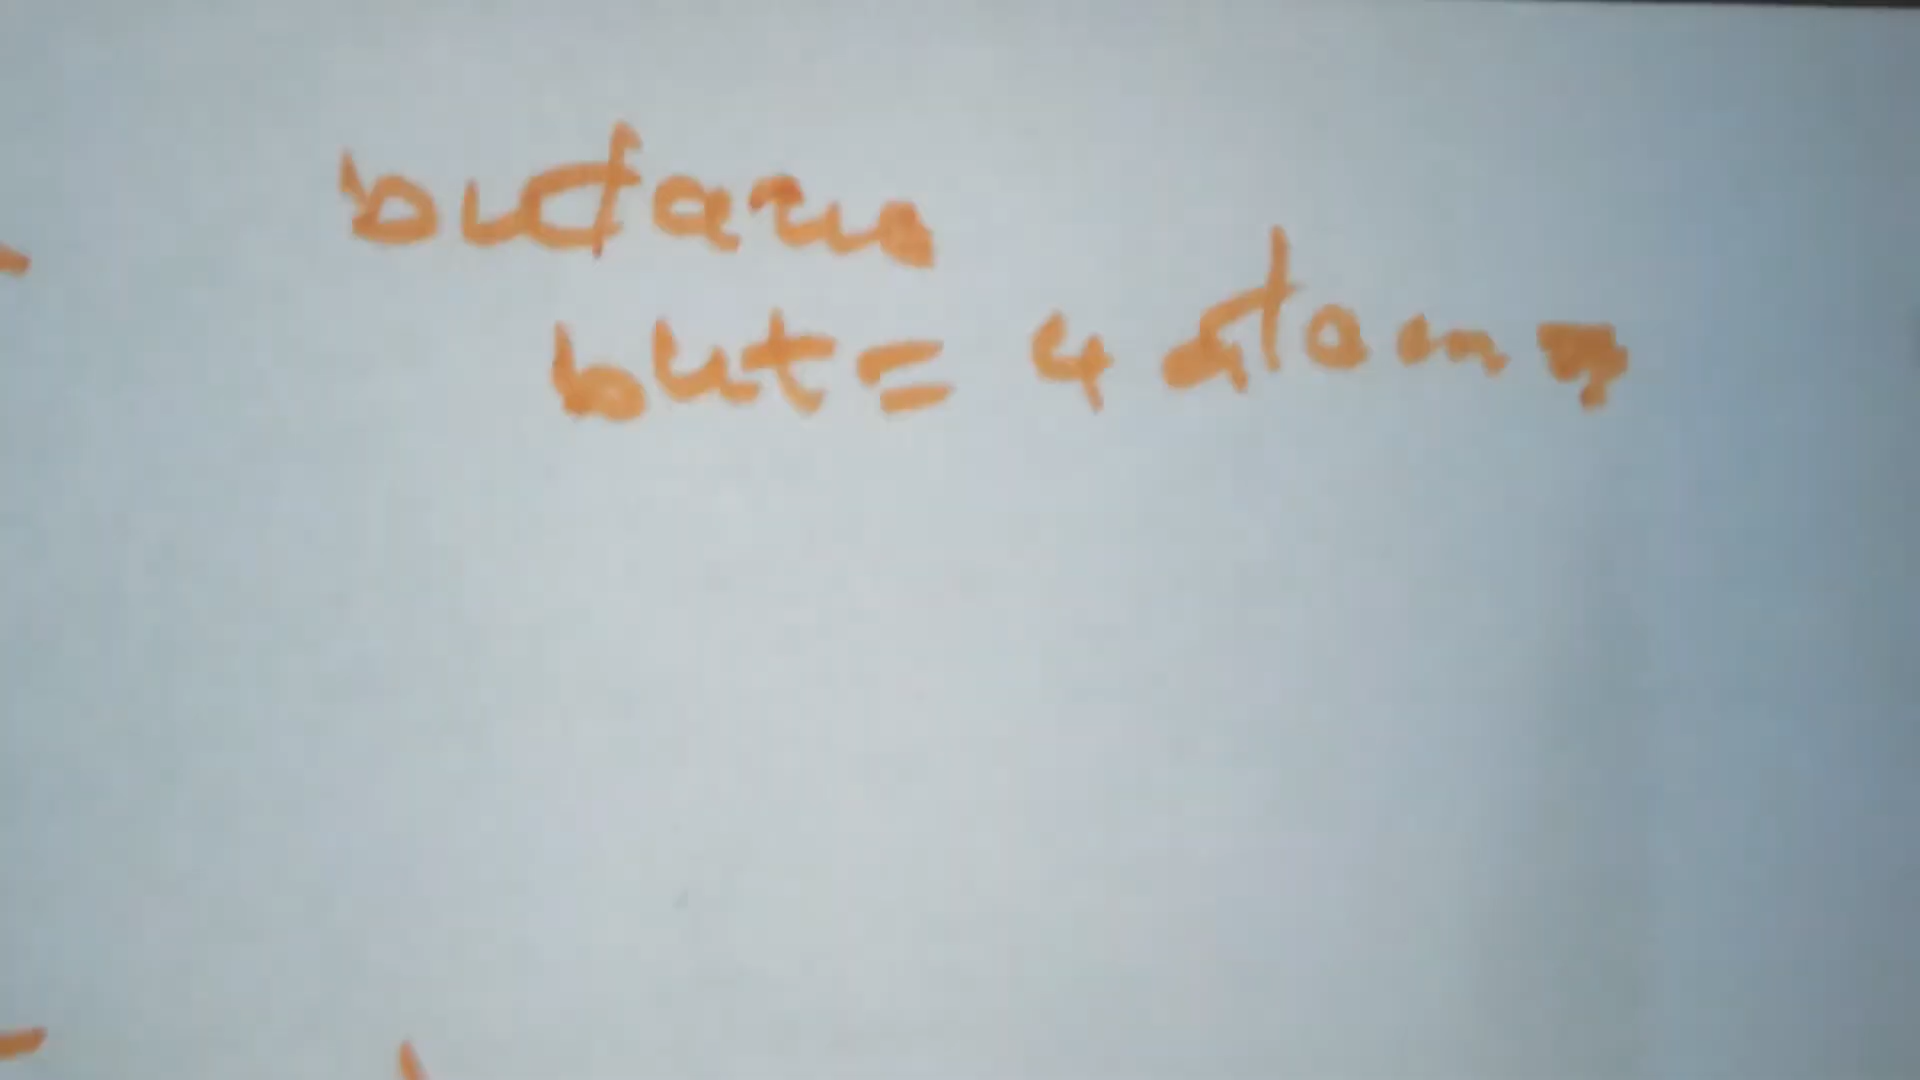 butane
but = 4 atoms